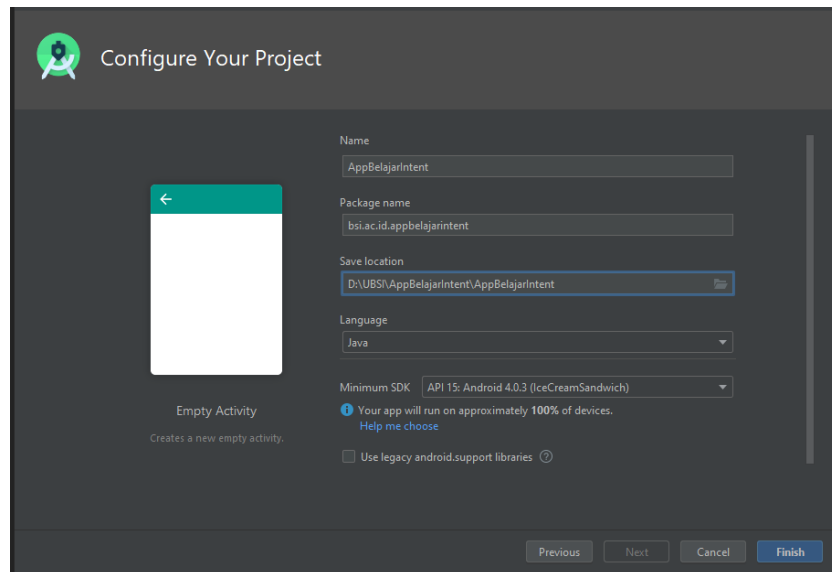 Configure Your Project
Name
AppBelajarIntent
Package name
bsi.ac.id.appbelajarintent
Save location
D:\UBSI\AppBelajarIntent\AppBelajarIntent
Language
Java
Minimum SDK API 15: Android 4.0.3 (IceCreamSandwich)
Your app will run on approximately 100% of devices.
Help me choose
Use legacy android.support libraries ?
Empty Activity
Creates a new empty activity.
Previous Next Cancel Finish